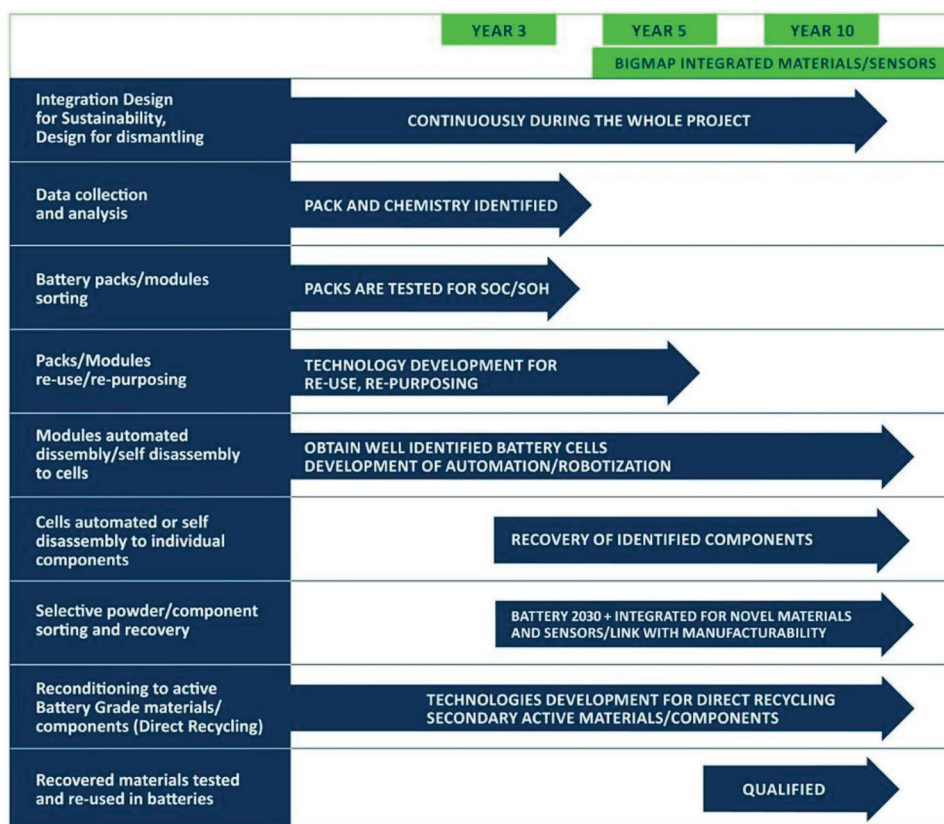 YEAR 3
YEAR 5
YEAR 10
BIGMAP INTEGRATED MATERIALS/SENSORS
Integration Design
for Sustainability,
Design for dismantling
CONTINUOUSLY DURING THE WHOLE PROJECT
Data collection
and analysis
PACK AND CHEMISTRY IDENTIFIED
Battery packs/modules
sorting
PACKS ARE TESTED FOR SOC/SOH
Packs/Modules
re-use/re-purposing
TECHNOLOGY DEVELOPMENT FOR
RE-USE, RE-PURPOSING
Modules automated
dissembly/self disassembly
to cells
OBTAIN WELL IDENTIFIED BATTERY CELLS
DEVELOPMENT OF AUTOMATION/ROBOTIZATION
Cells automated or self
disassembly to individual
components
RECOVERY OF IDENTIFIED COMPONENTS
Selective powder/component
sorting and recovery
BATTERY 2030 + INTEGRATED FOR NOVEL MATERIALS
AND SENSORS/LINK WITH MANUFACTURABILITY
Reconditioning to active
Battery Grade materials/
components (Direct Recycling)
TECHNOLOGIES DEVELOPMENT FOR DIRECT RECYCLING
SECONDARY ACTIVE MATERIALS/COMPONENTS
Recovered materials tested
and re-used in batteries
QUALIFIED